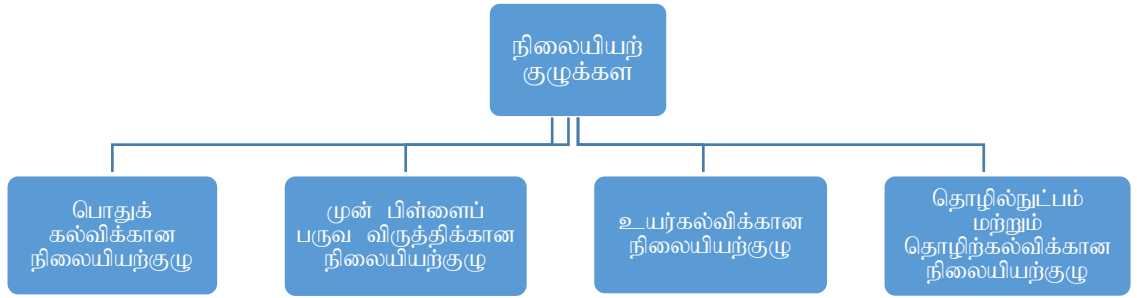 நிலையியற்
குழுக்கள
பொதுக்
கல்விக்கான
நிலையியற்குழு
முன் பிள்ளைப்
பருவ விருத்திக்கான
நிலையியற்குழு
உயர்கல்விக்கான
நிலையியற்குழு
தொழில்நுட்பம்
மற்றும்
தொழிற்கல்விக்கான
நிலையியற்குழு